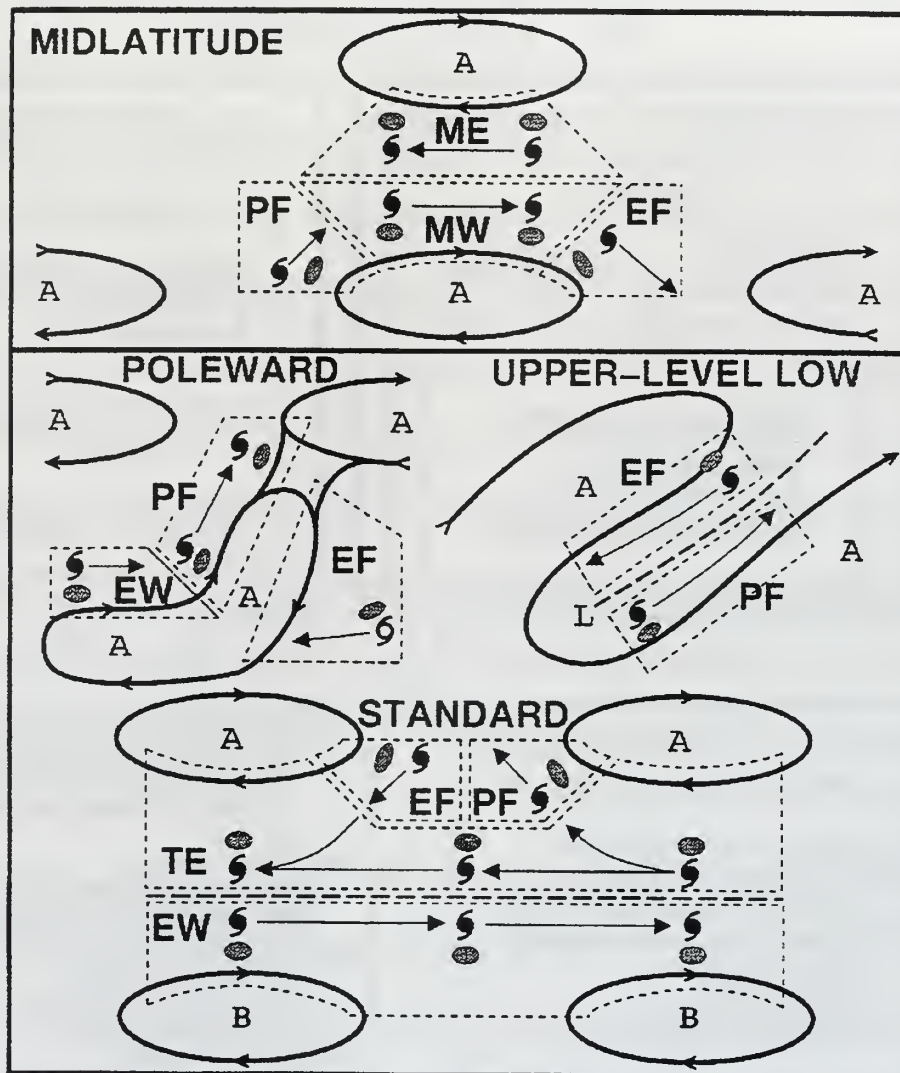 MIDLATITUDE
A
ME
PF
EF
MW
A
A
A
POLEWARD
UPPER-LEVEL LOW
A
A
PF
A
EF
EF
A
EW
A
A
L
PF
STANDARD
A
A
EF
PF
TE
EW
B
B